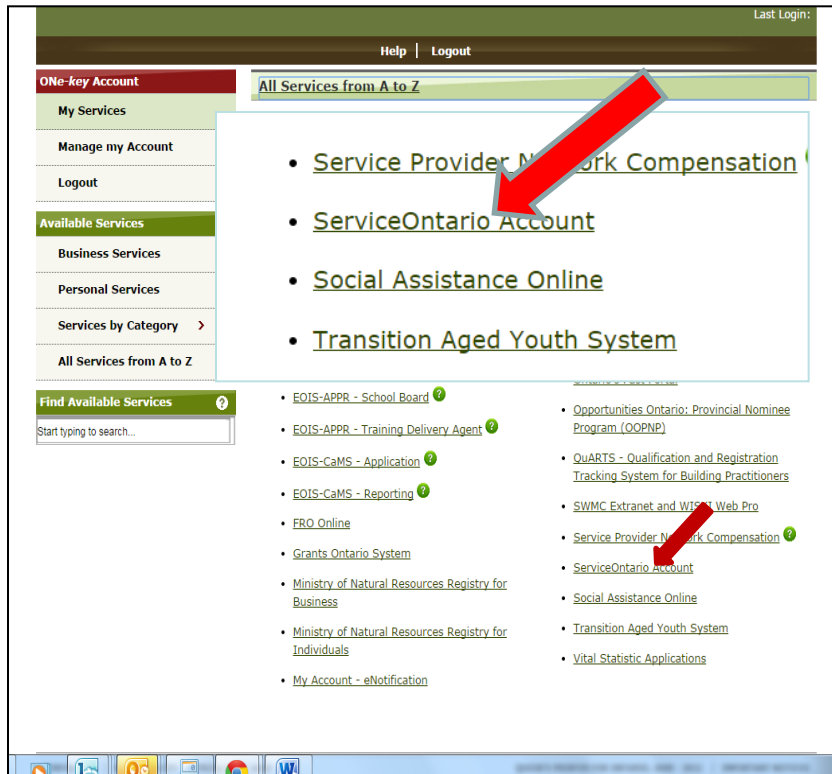 Last Login:
Help | Logout
ONe-key Account
My Services
Manage my Account
Logout
Available Services
Business Services
Personal Services
Services by Category >
All Services from A to Z
Find Available Services ?
Start typing to search...
All Services from A to Z
• Service Provider Network Compensation
• ServiceOntario Account
• Social Assistance Online
• Transition Aged Youth System
• EOIS-APPR - School Board ?
• EOIS-APPR - Training Delivery Agent ?
• EOIS-CaMS - Application ?
• EOIS-CaMS - Reporting ?
• FRO Online
• Grants Ontario System
• Ministry of Natural Resources Registry for
Business
• Ministry of Natural Resources Registry for
Individuals
• My Account - eNotification
• Opportunities Ontario: Provincial Nominee
Program (OOPNP)
• QuARTS - Qualification and Registration
Tracking System for Building Practitioners
• SWMC Extranet and WISKI Web Pro
• Service Provider Network Compensation ?
• ServiceOntario Account
• Social Assistance Online
• Transition Aged Youth System
• Vital Statistic Applications